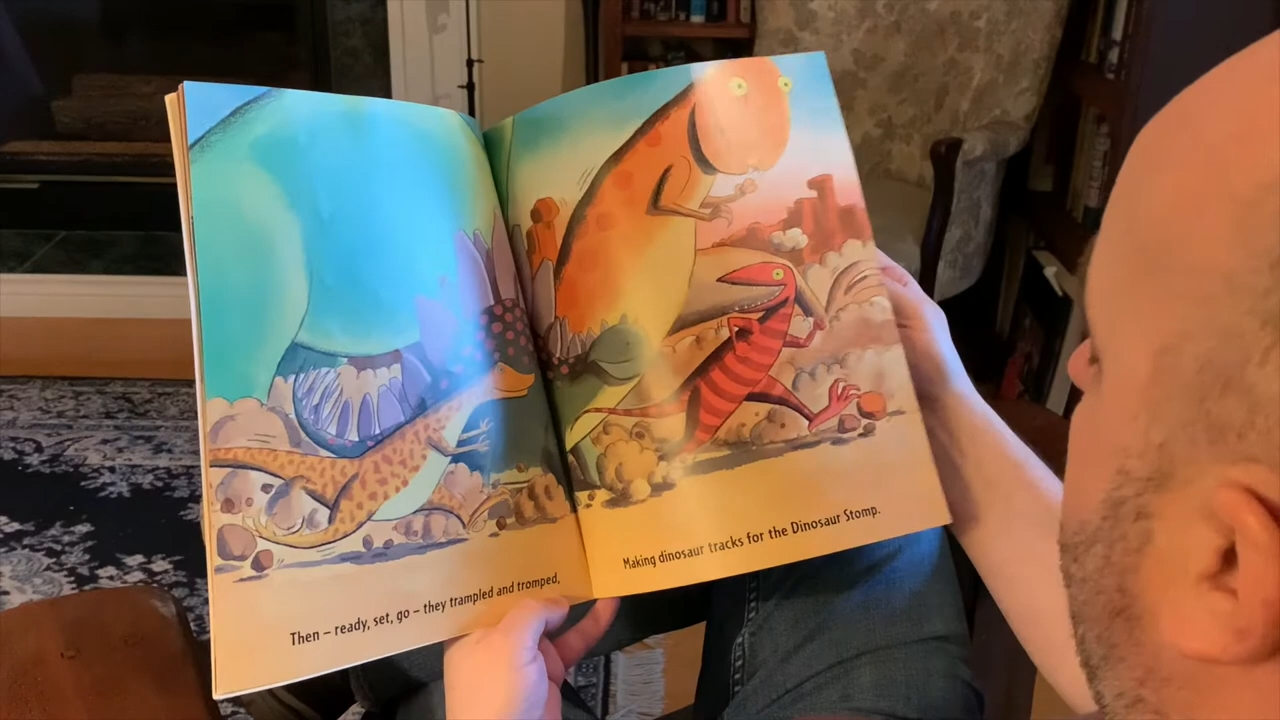 Then – ready, set, go – they trampled and tromped,
Making dinosaur tracks for the Dinosaur Stomp.